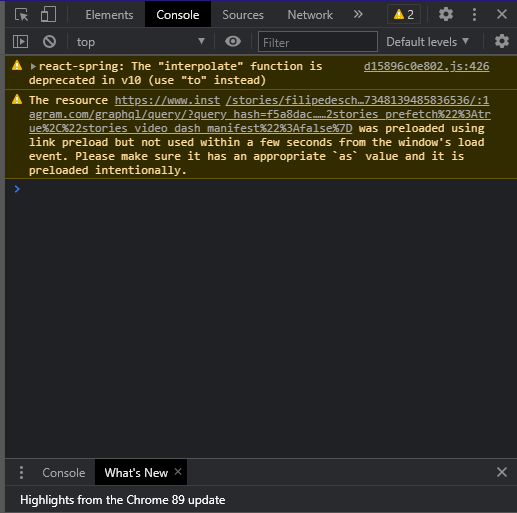 Elements Console Sources Network » 2
top Filter Default levels
react-spring: The "interpolate" function is d15896c0e802.js:426
deprecated in v10 (use "to" instead)
The resource https://www.inst /stories/filipedesch…7348139485836536/:1
agram.com/graphql/query/?query_hash=f5a8dac……2stories_prefetch%22%3Atr
ue%2C%22stories_video_dash_manifest%22%3Afalse%7D was preloaded using
link preload but not used within a few seconds from the window's load
event. Please make sure it has an appropriate `as` value and it is
preloaded intentionally.
Console What's New
Highlights from the Chrome 89 update